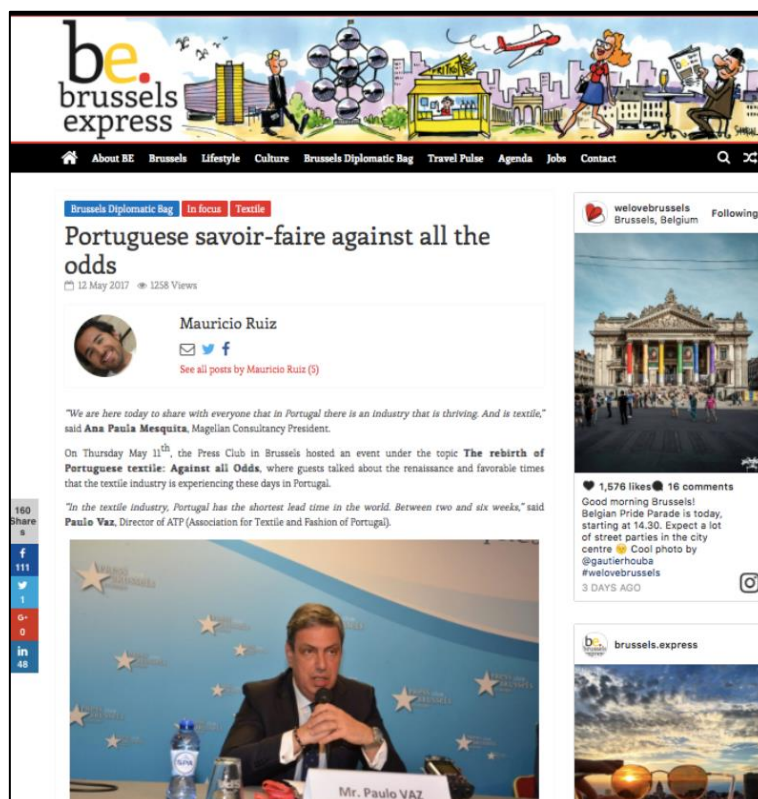 be.
brussels
express
FRITKOT
About BE Brussels Lifestyle Culture Brussels Diplomatic Bag Travel Pulse Agenda Jobs Contact
Brussels Diplomatic Bag In focus Textile
Portuguese savoir-faire against all the
odds
12 May 2017 1258 Views
Mauricio Ruiz
See all posts by Mauricio Ruiz (5)
"We are here today to share with everyone that in Portugal there is an industry that is thriving. And is textile,"
said Ana Paula Mesquita, Magellan Consultancy President.
On Thursday May 11th, the Press Club in Brussels hosted an event under the topic The rebirth of
Portuguese textile: Against all Odds, where guests talked about the renaissance and favorable times
that the textile industry is experiencing these days in Portugal.
"In the textile industry, Portugal has the shortest lead time in the world. Between two and six weeks," said
Paulo Vaz, Director of ATP (Association for Textile and Fashion of Portugal).
160
Share
s
111
1
G+
0
in
48
PRESS CLUB
BRUSSELS
SPA
Mr. Paulo VAZ
welovebrussels
Brussels, Belgium
Following
1,576 likes 16 comments
Good morning Brussels!
Belgian Pride Parade is today,
starting at 14.30. Expect a lot
of street parties in the city
centre Cool photo by
@gautierhouba
#welovebrussels
3 DAYS AGO
be.
brussels.express